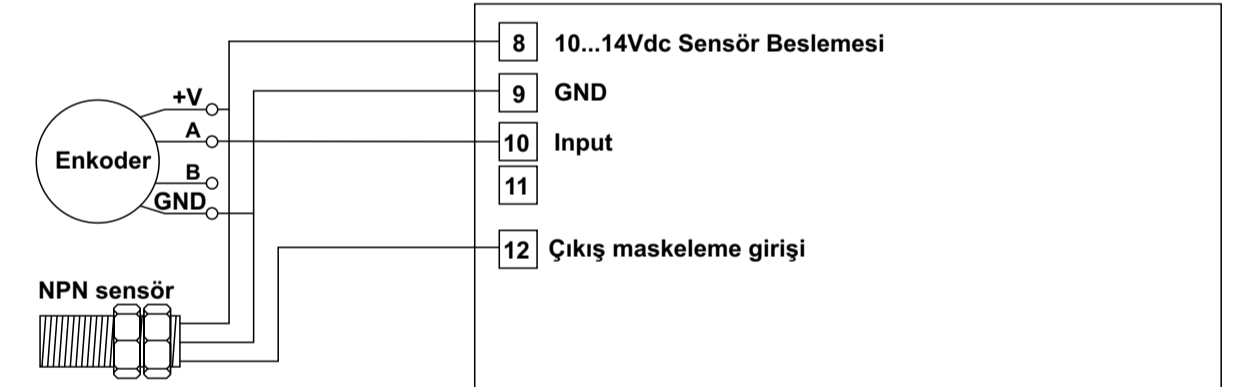 8 10...14Vdc Sensör Beslemesi
9 GND
10 Input
11
12 Çıkış maskeleme girişi
+V
A
Enkoder
B
GND
NPN sensör